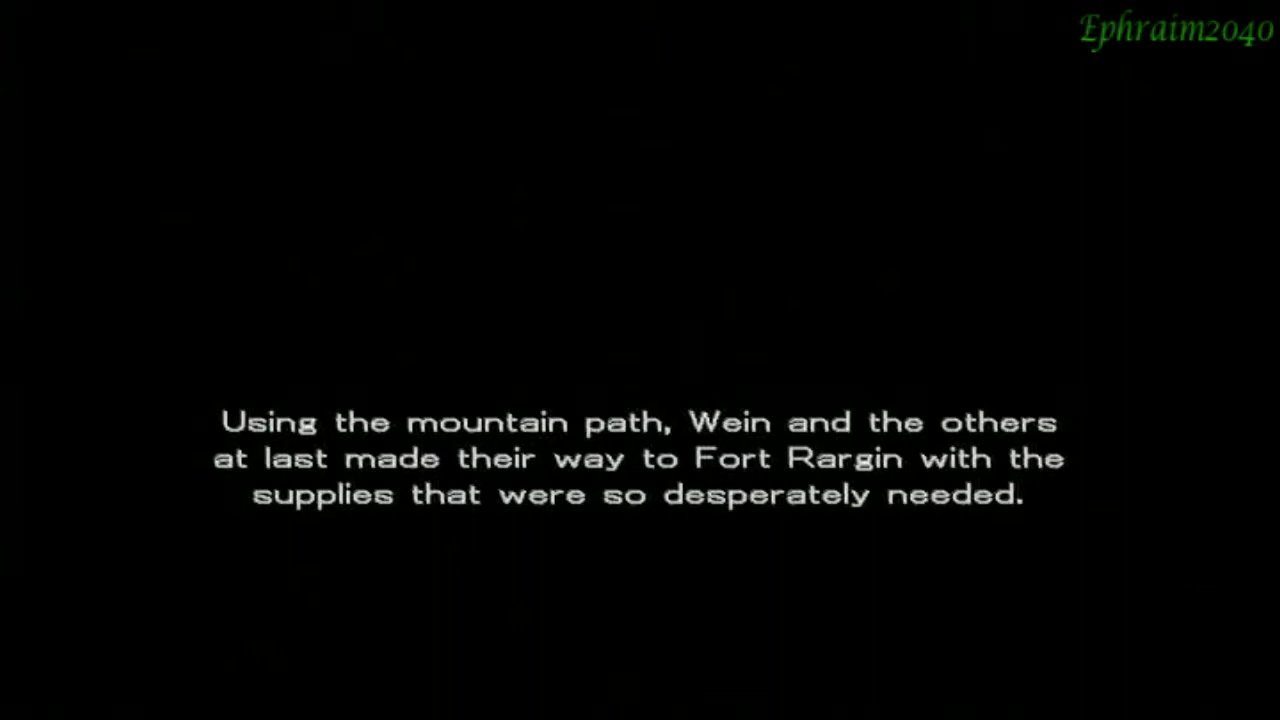 Ephraim2040
Using the mountain path, Wein and the others
at last made their way to Fort Rargin with the
supplies that were so desperately needed.